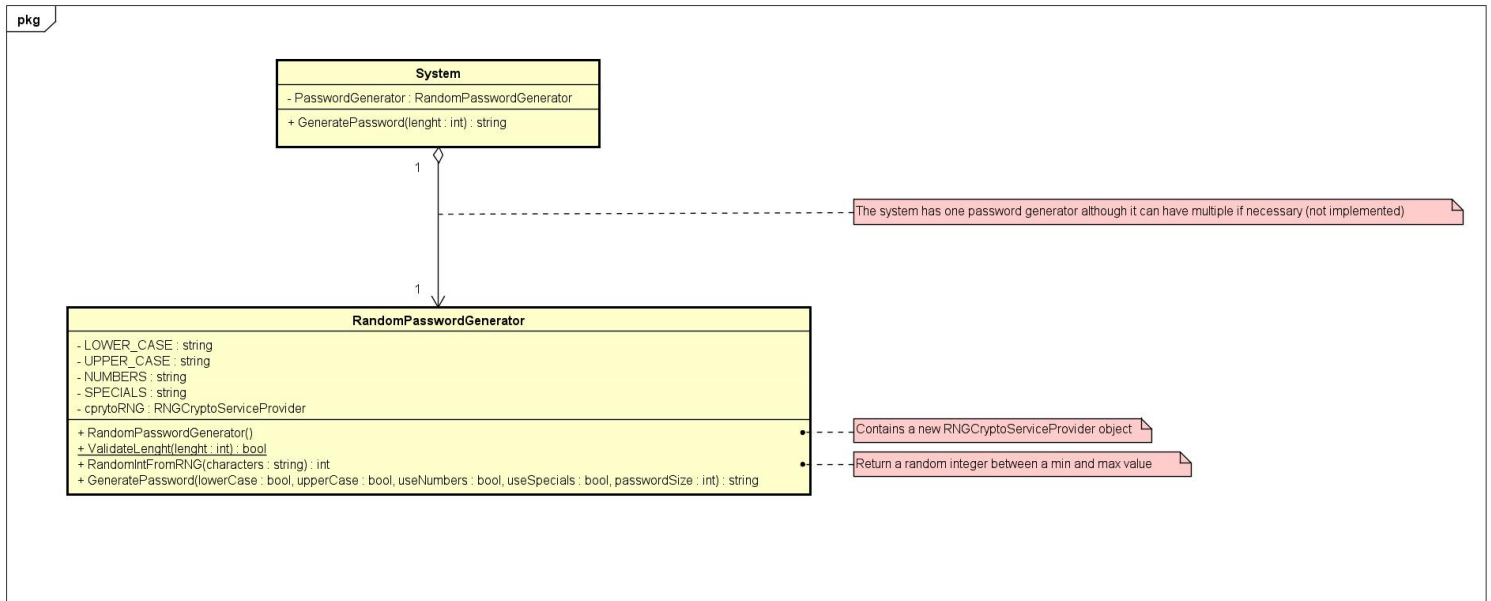 pkg
System
- PasswordGenerator : RandomPasswordGenerator
+ GeneratePassword(lenght : int) : string
1
The system has one password generator although it can have multiple if necessary (not implemented)
1
RandomPasswordGenerator
- LOWER_CASE : string
- UPPER_CASE : string
- NUMBERS : string
- SPECIALS : string
- cprytoRNG : RNGCryptoServiceProvider
+ RandomPasswordGenerator()
Contains a new RNGCryptoServiceProvider object
+ ValidateLenght(lenght : int) : bool
+ RandomIntFromRNG(characters : string) : int
Return a random integer between a min and max value
+ GeneratePassword(lowerCase : bool, upperCase : bool, useNumbers : bool, useSpecials : bool, passwordSize : int) : string